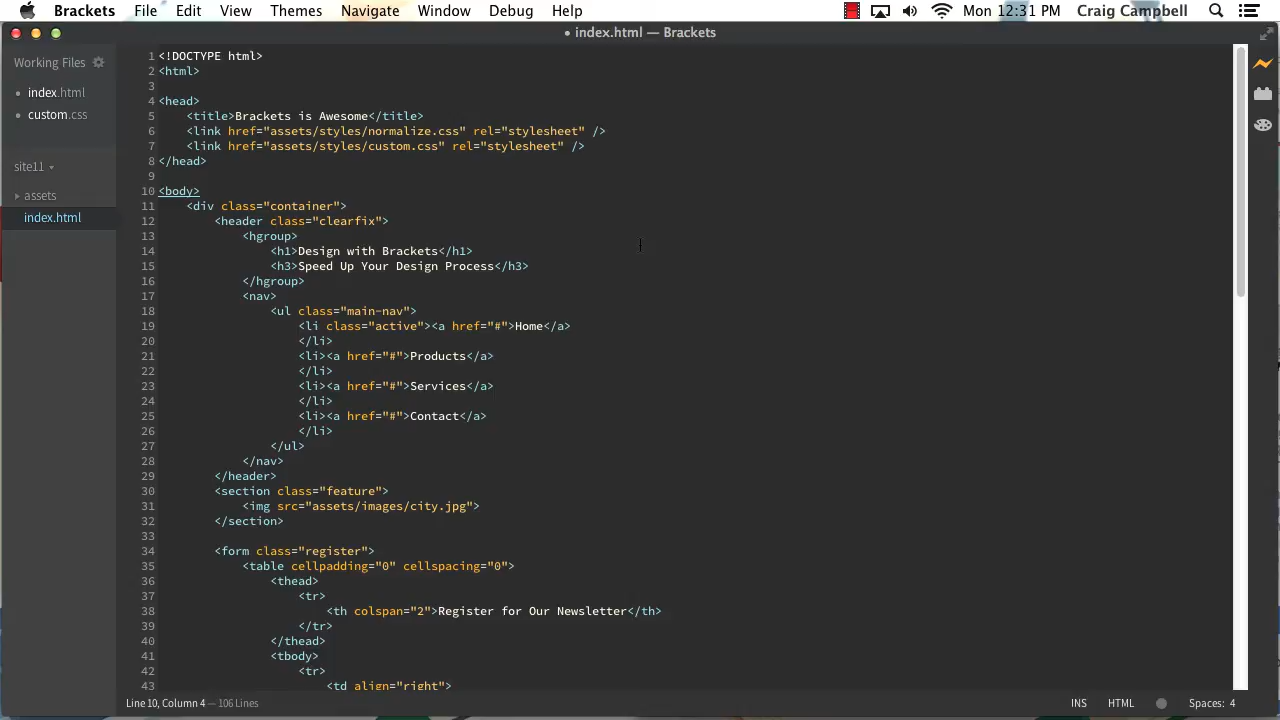 Brackets File Edit View Themes Navigate Window Debug Help Mon 12:31 PM Craig Campbell
• index.html — Brackets
Working Files
index.html
custom.css
site11
assets
index.html
1 <!DOCTYPE html>
2 <html>
3
4 <head>
5 <title>Brackets is Awesome</title>
6 <link href="assets/styles/normalize.css" rel="stylesheet" />
7 <link href="assets/styles/custom.css" rel="stylesheet" />
8 </head>
9
10 <body>
11 <div class="container">
12 <header class="clearfix">
13 <hgroup>
14 <h1>Design with Brackets</h1>
15 <h3>Speed Up Your Design Process</h3>
16 </hgroup>
17 <nav>
18 <ul class="main-nav">
19 <li class="active"><a href="#">Home</a>
20 </li>
21 <li><a href="#">Products</a>
22 </li>
23 <li><a href="#">Services</a>
24 </li>
25 <li><a href="#">Contact</a>
26 </li>
27 </ul>
28 </nav>
29 </header>
30 <section class="feature">
31 <img src="assets/images/city.jpg">
32 </section>
33
34 <form class="register">
35 <table cellpadding="0" cellspacing="0">
36 <thead>
37 <tr>
38 <th colspan="2">Register for Our Newsletter</th>
39 </tr>
40 </thead>
41 <tbody>
42 <tr>
43 <td align="right">
Line 10, Column 4 — 106 Lines INS HTML Spaces: 4